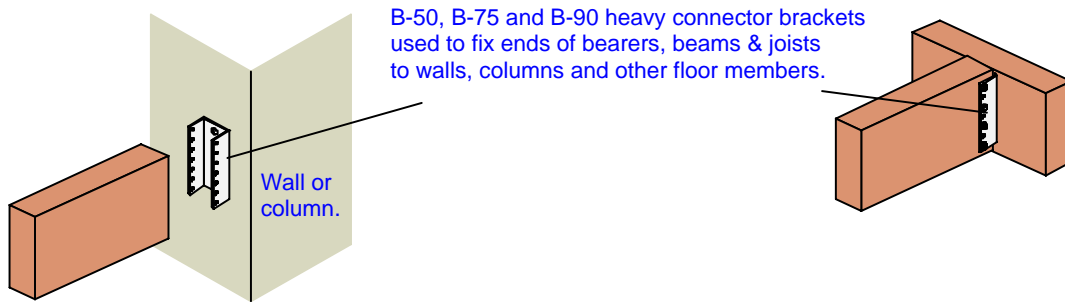 B-50, B-75 and B-90 heavy connector brackets
used to fix ends of bearers, beams & joists
to walls, columns and other floor members.
Wall or
column.